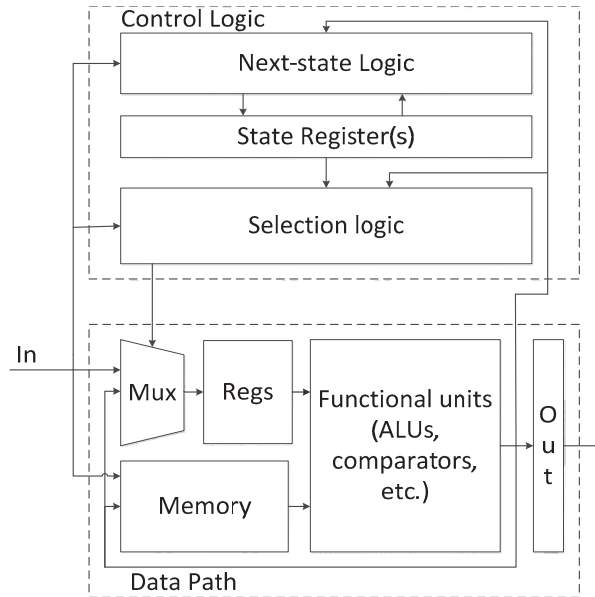 Control Logic
Next-state Logic
State Register(s)
Selection logic
In
Mux
Regs
Functional units
(ALUs,
comparators,
etc.)
Out
Memory
Data Path